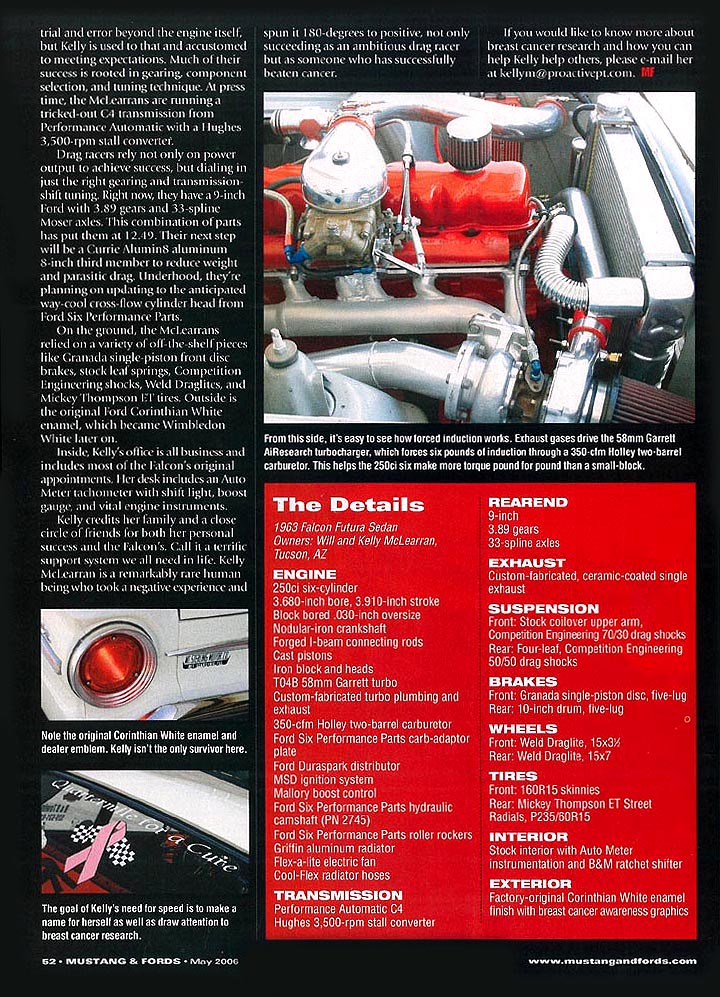 trial and error beyond the engine itself,
but Kelly is used to that and accustomed
to meeting expectations. Much of their
success is rooted in gearing, component
selection, and tuning technique. At press
time, the McLearrans are running a
tricked-out C4 transmission from
Performance Automatic with a Hughes
3,500-rpm stall converter.
Drag racers rely not only on power
output to achieve success, but dialing in
just the right gearing and transmission-
shift tuning. Right now, they have a 9-inch
Ford with 3.89 gears and 33-spline
Moser axles. This combination of parts
has put them at 12.49. Their next step
will be a Currie Alumin8 aluminum
8-inch third member to reduce weight
and parasitic drag. Underhood, they're
planning on updating to the anticipated
way-cool cross-flow cylinder head from
Ford Six Performance Parts.
On the ground, the McLearrans
relied on a variety of off-the-shelf pieces
like Granada single-piston front disc
brakes, stock leaf springs, Competition
Engineering shocks, Weld Draglites, and
Mickey Thompson ET tires. Outside is
the original Ford Corinthian White
enamel, which became Wimbledon
White later on.
Inside, Kelly's office is all business and
includes most of the Falcon's original
appointments. Her desk includes an Auto
Meter tachometer with shift light, boost
gauge, and vital engine instruments.
Kelly credits her family and a close
circle of friends for both her personal
success and the Falcon's. Call it a terrific
support system we all need in life. Kelly
McLearran is a remarkably rare human
being who took a negative experience and
spun it 180-degrees to positive, not only
succeeding as an ambitious drag racer
but as someone who has successfully
beaten cancer.
If you would like to know more about
breast cancer research and how you can
help Kelly help others, please e-mail her
at kellym@proactivept.com. MF
From this side, it's easy to see how forced induction works. Exhaust gases drive the 58mm Garrett
AiResearch turbocharger, which forces six pounds of induction through a 350-cfm Holley two-barrel
carburetor. This helps the 250ci six make more torque pound for pound than a small-block.
Note the original Corinthian White enamel and
dealer emblem. Kelly isn't the only survivor here.
Quarter mile for a Cure
The goal of Kelly's need for speed is to make a
name for herself as well as draw attention to
breast cancer research.
The Details
1963 Falcon Futura Sedan
Owners: Will and Kelly McLearran,
Tucson, AZ
ENGINE
250ci six-cylinder
3.680-inch bore, 3.910-inch stroke
Block bored .030-inch oversize
Nodular-iron crankshaft
Forged I-beam connecting rods
Cast pistons
Iron block and heads
T04B 58mm Garrett turbo
Custom-fabricated turbo plumbing and
exhaust
350-cfm Holley two-barrel carburetor
Ford Six Performance Parts carb-adaptor
plate
Ford Duraspark distributor
MSD ignition system
Mallory boost control
Ford Six Performance Parts hydraulic
camshaft (PN 2745)
Ford Six Performance Parts roller rockers
Griffin aluminum radiator
Flex-a-lite electric fan
Cool-Flex radiator hoses
TRANSMISSION
Performance Automatic C4
Hughes 3,500-rpm stall converter
REAREND
9-inch
3.89 gears
33-spline axles
EXHAUST
Custom-fabricated, ceramic-coated single
exhaust
SUSPENSION
Front: Stock coilover upper arm,
Competition Engineering 70/30 drag shocks
Rear: Four-leaf, Competition Engineering
50/50 drag shocks
BRAKES
Front: Granada single-piston disc, five-lug
Rear: 10-inch drum, five-lug
WHEELS
Front: Weld Draglite, 15x3½
Rear: Weld Draglite, 15x7
TIRES
Front: 160R15 skinnies
Rear: Mickey Thompson ET Street
Radials, P235/60R15
INTERIOR
Stock interior with Auto Meter
instrumentation and B&M ratchet shifter
EXTERIOR
Factory-original Corinthian White enamel
finish with breast cancer awareness graphics
52 • MUSTANG & FORDS • May 2006
www.mustangandfords.com